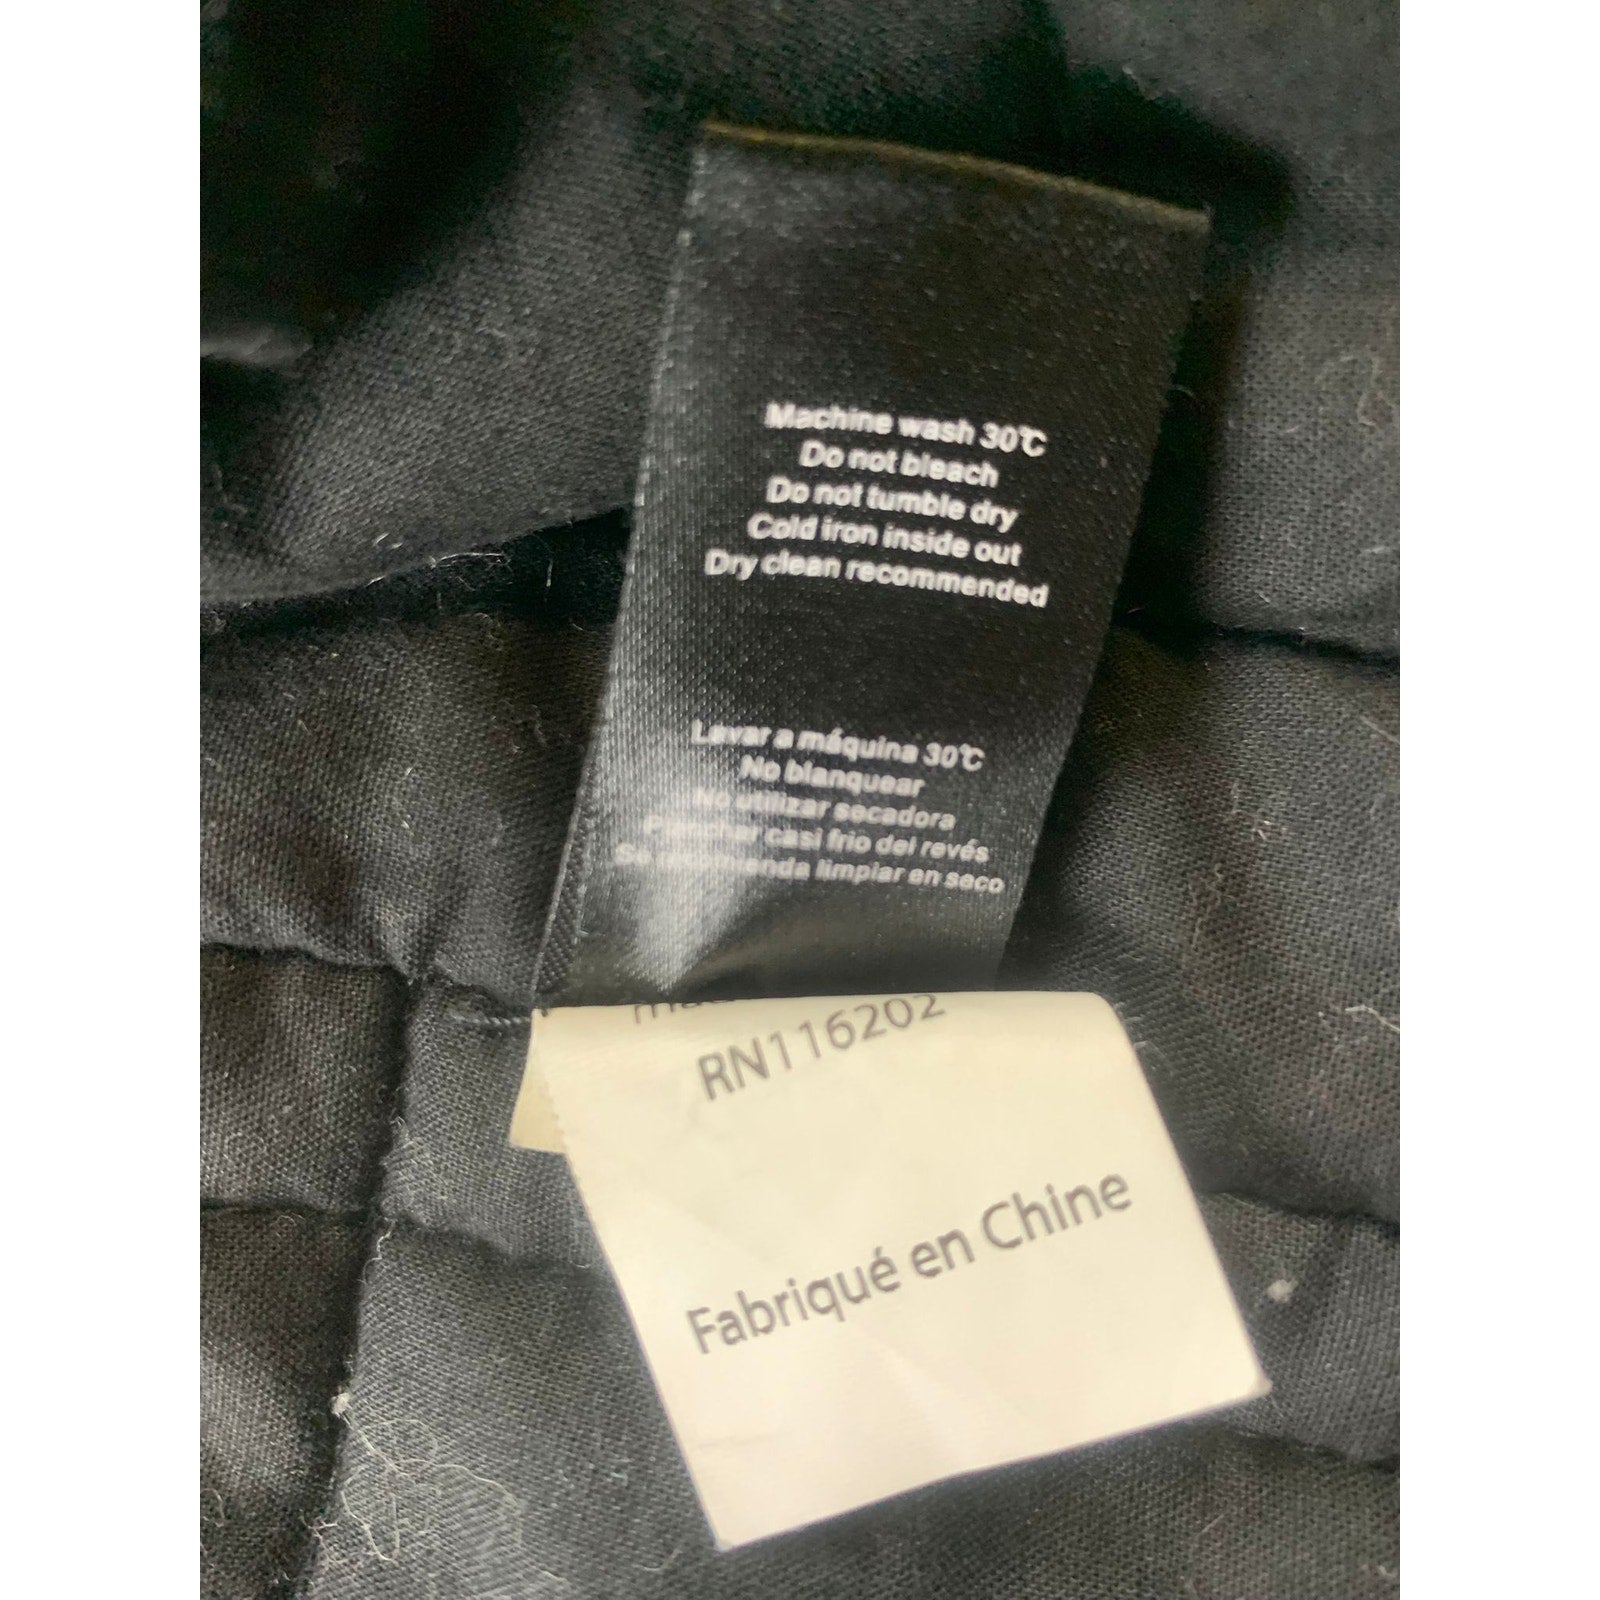 Machine wash 30℃
Do not bleach
Do not tumble dry
Cold iron inside out
Dry clean recommended
Lavar a máquina 30℃
No blanquear
No utilizar secadora
Planchar casi frio del revés
Se recomienda limpiar en seco
RN116202
Fabriqué en Chine